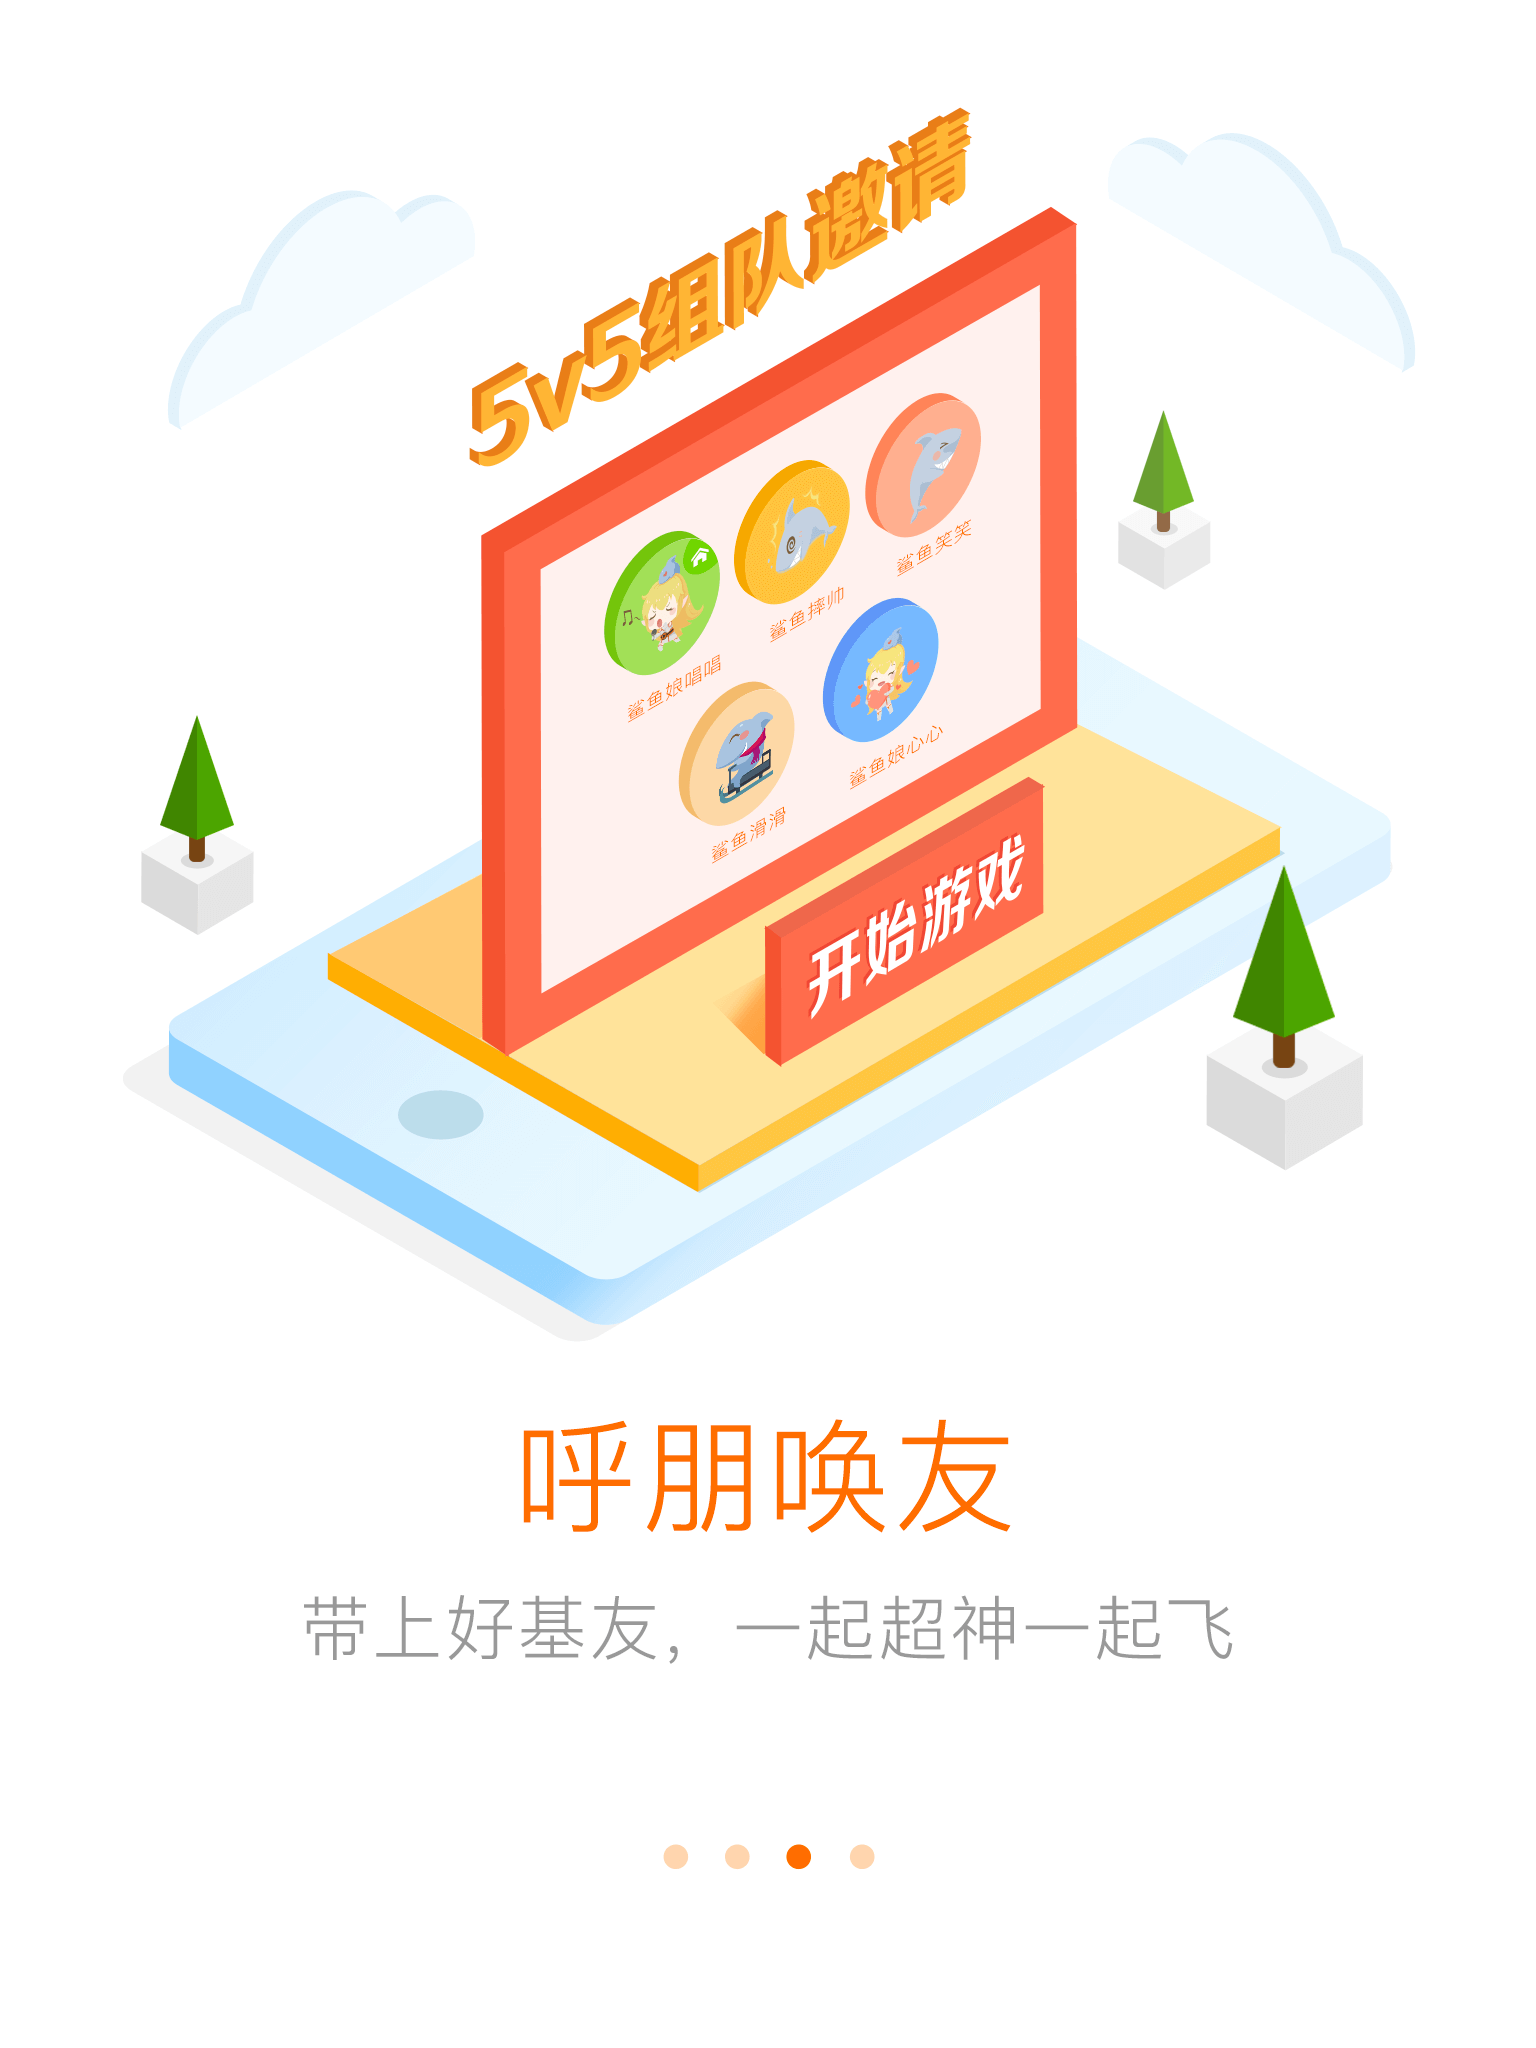 5v5组队邀请
鲨鱼笑笑
鲨鱼摔帅
鲨鱼娘唱唱
鲨鱼娘心心
鲨鱼滑滑
开始游戏
呼朋唤友
带上好基友，一起超神一起飞